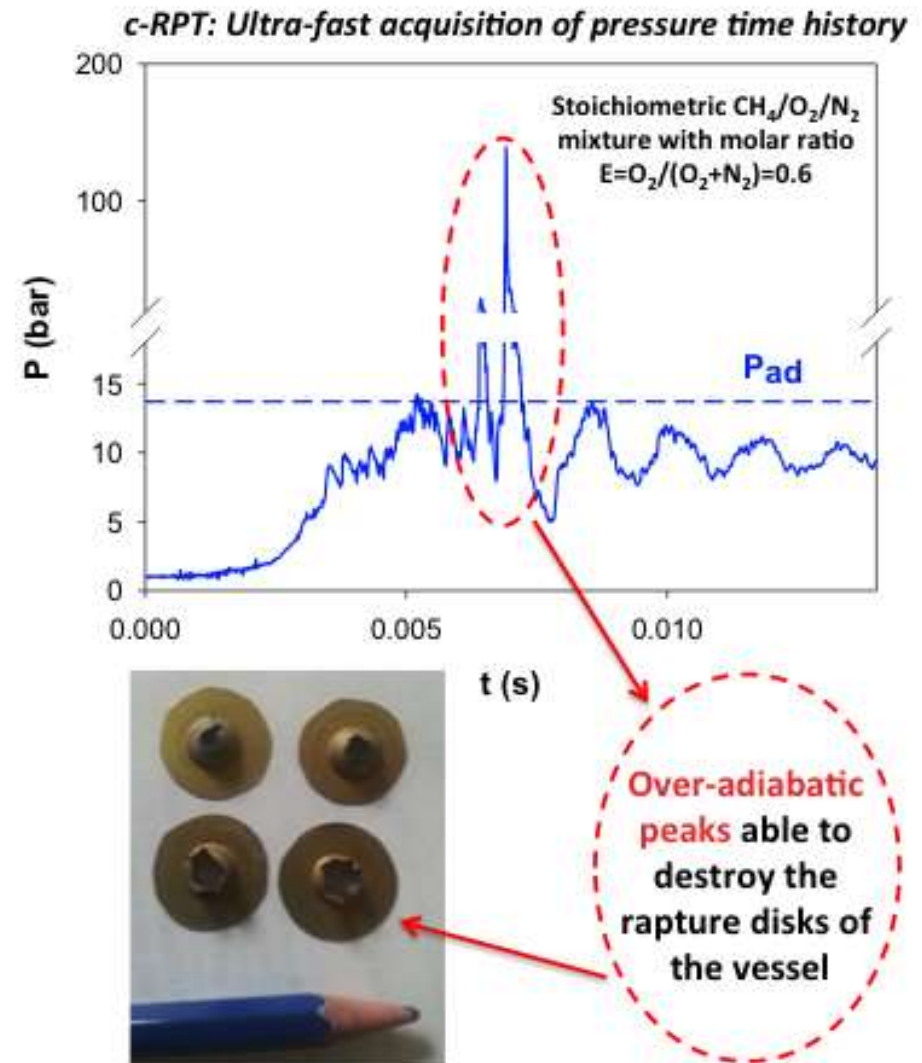 c-RPT: Ultra-fast acquisition of pressure time history
200
Stoichiometric CH₄/O₂/N₂
mixture with molar ratio
E=O₂/(O₂+N₂)=0.6
100
P (bar)
Pad
15
10
5
0
0.000 0.005 0.010
t (s)
Over-adiabatic
peaks able to
destroy the
rapture disks of
the vessel